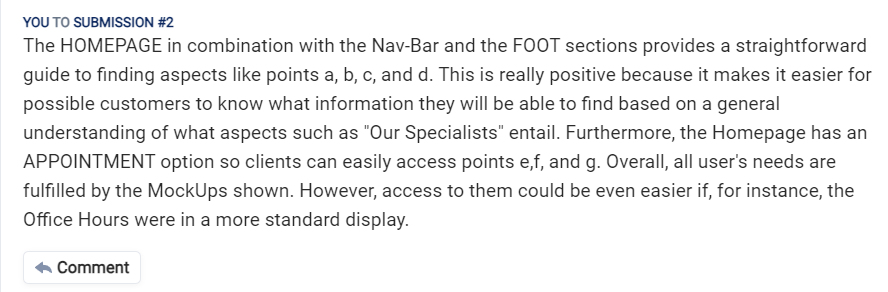 YOU TO SUBMISSION #2
The HOMEPAGE in combination with the Nav-Bar and the FOOT sections provides a straightforward
guide to finding aspects like points a, b, c, and d. This is really positive because it makes it easier for
possible customers to know what information they will be able to find based on a general
understanding of what aspects such as "Our Specialists" entail. Furthermore, the Homepage has an
APPOINTMENT option so clients can easily access points e,f, and g. Overall, all user's needs are
fulfilled by the MockUps shown. However, access to them could be even easier if, for instance, the
Office Hours were in a more standard display.
Comment